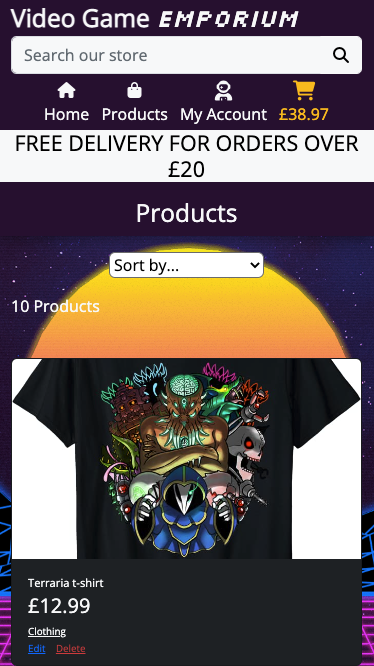 Video Game EMPORIUM
Search our store
Home Products My Account £38.97
FREE DELIVERY FOR ORDERS OVER
£20
Products
Sort by...
10 Products
Terraria t-shirt
£12.99
Clothing
Edit Delete